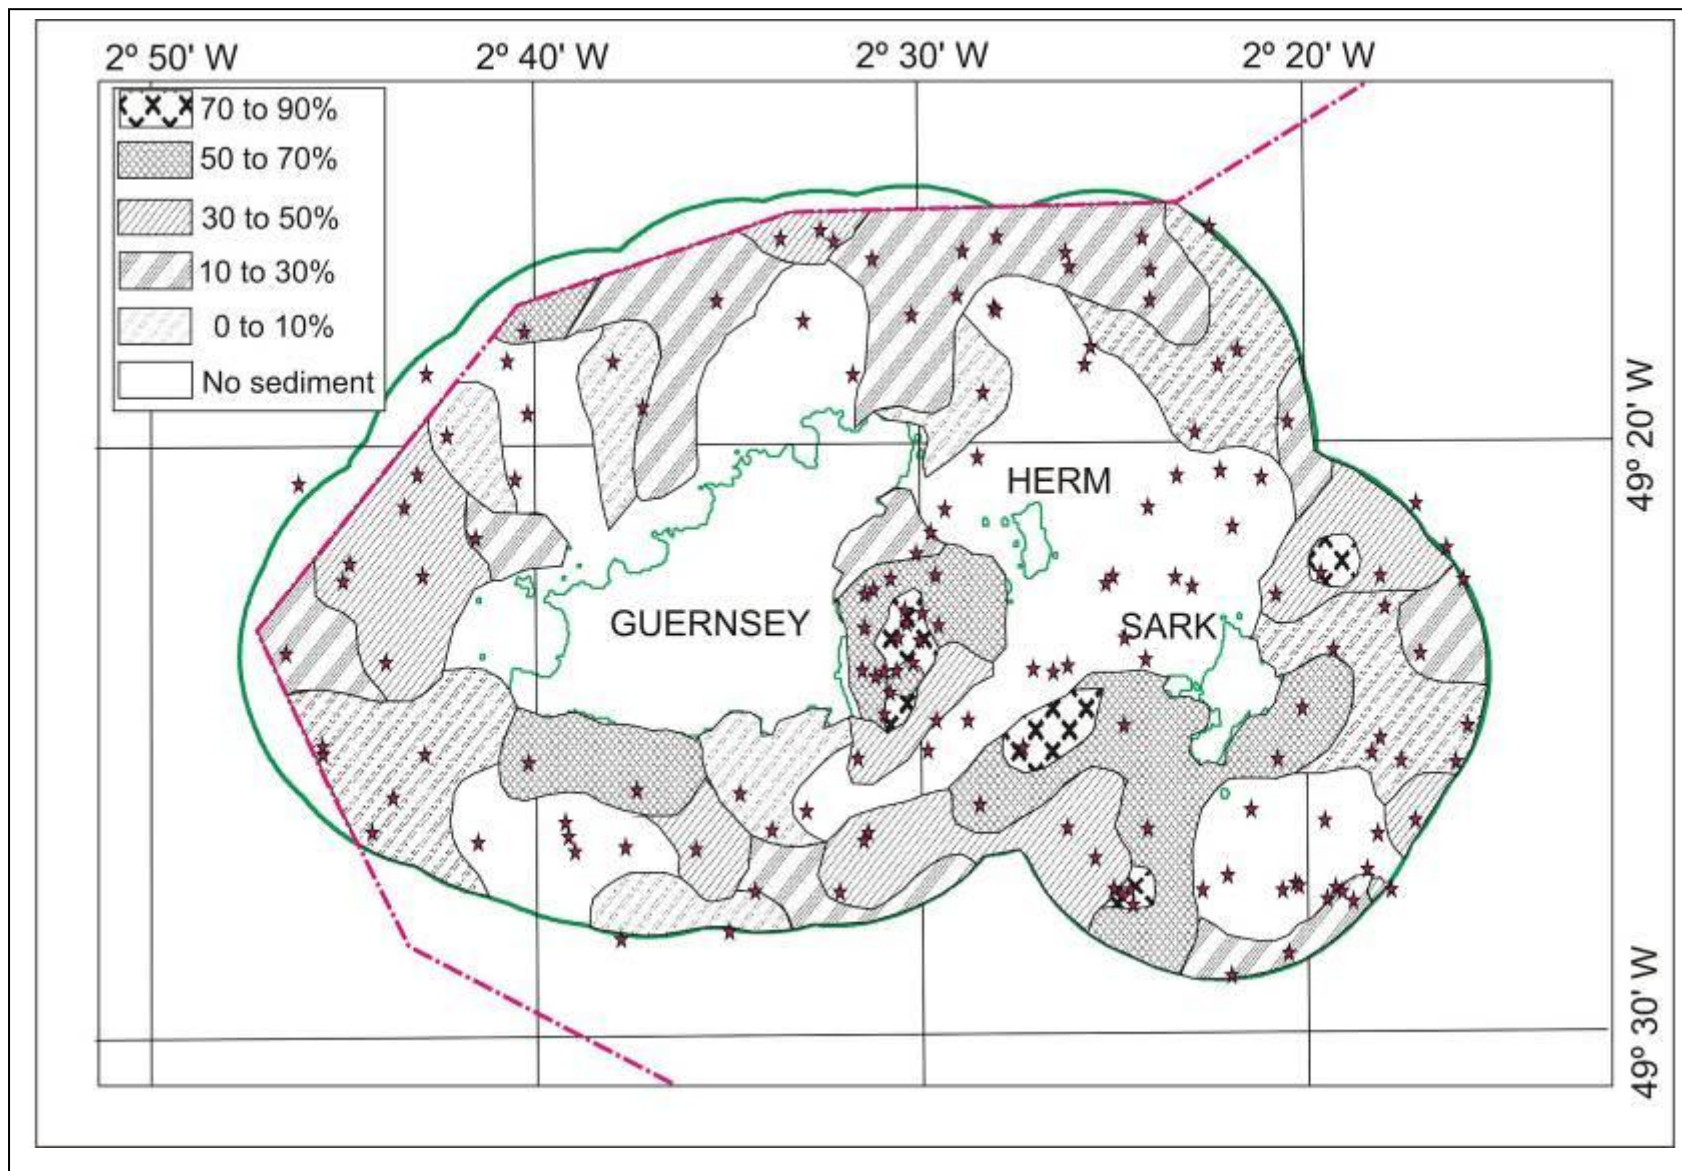 2º 50' W 2º 40' W 2º 30' W 2º 20' W
70 to 90%
50 to 70%
30 to 50%
10 to 30%
0 to 10%
No sediment
49º 20' W
HERM
GUERNSEY
SARK
49º 30' W